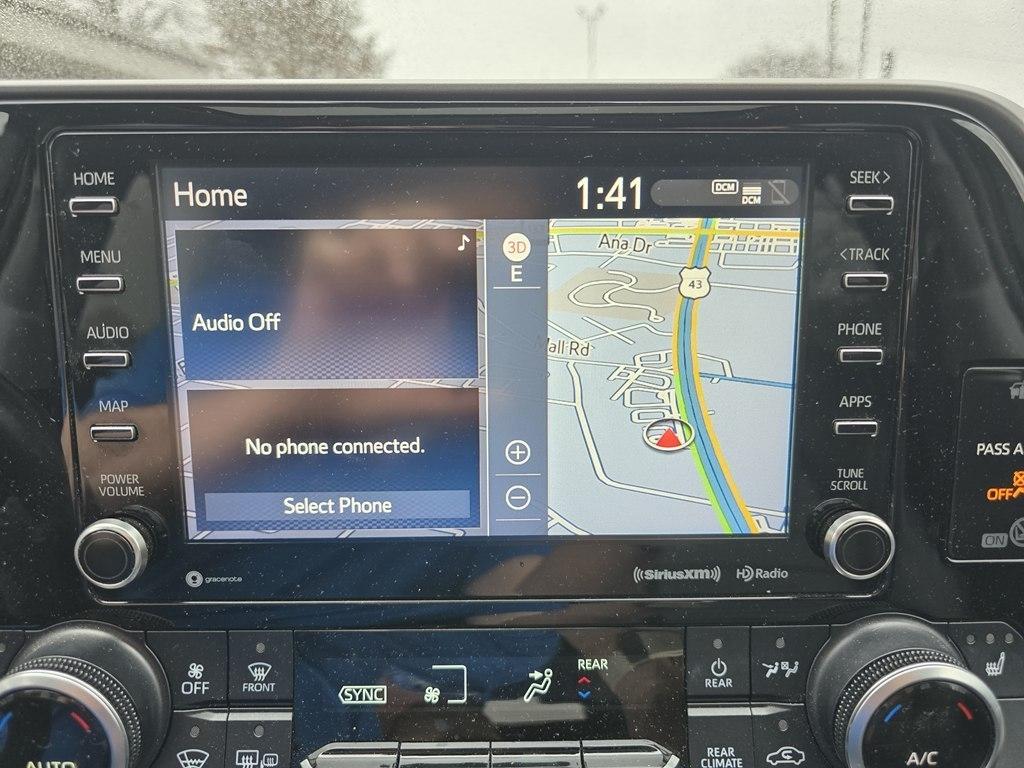 HOME
MENU
AUDIO
MAP
POWER
VOLUME
Home
1:41
DCM
DCM
Audio Off
No phone connected.
Select Phone
3D
E
Ana Dr
43
Mall Rd
SEEK>
<TRACK
PHONE
APPS
TUNE
SCROLL
gracenote
SiriusXM
HD Radio
PASS A
OFF
ON
OFF
FRONT
SYNC
REAR
REAR
AUTO
REAR
CLIMATE
A/C